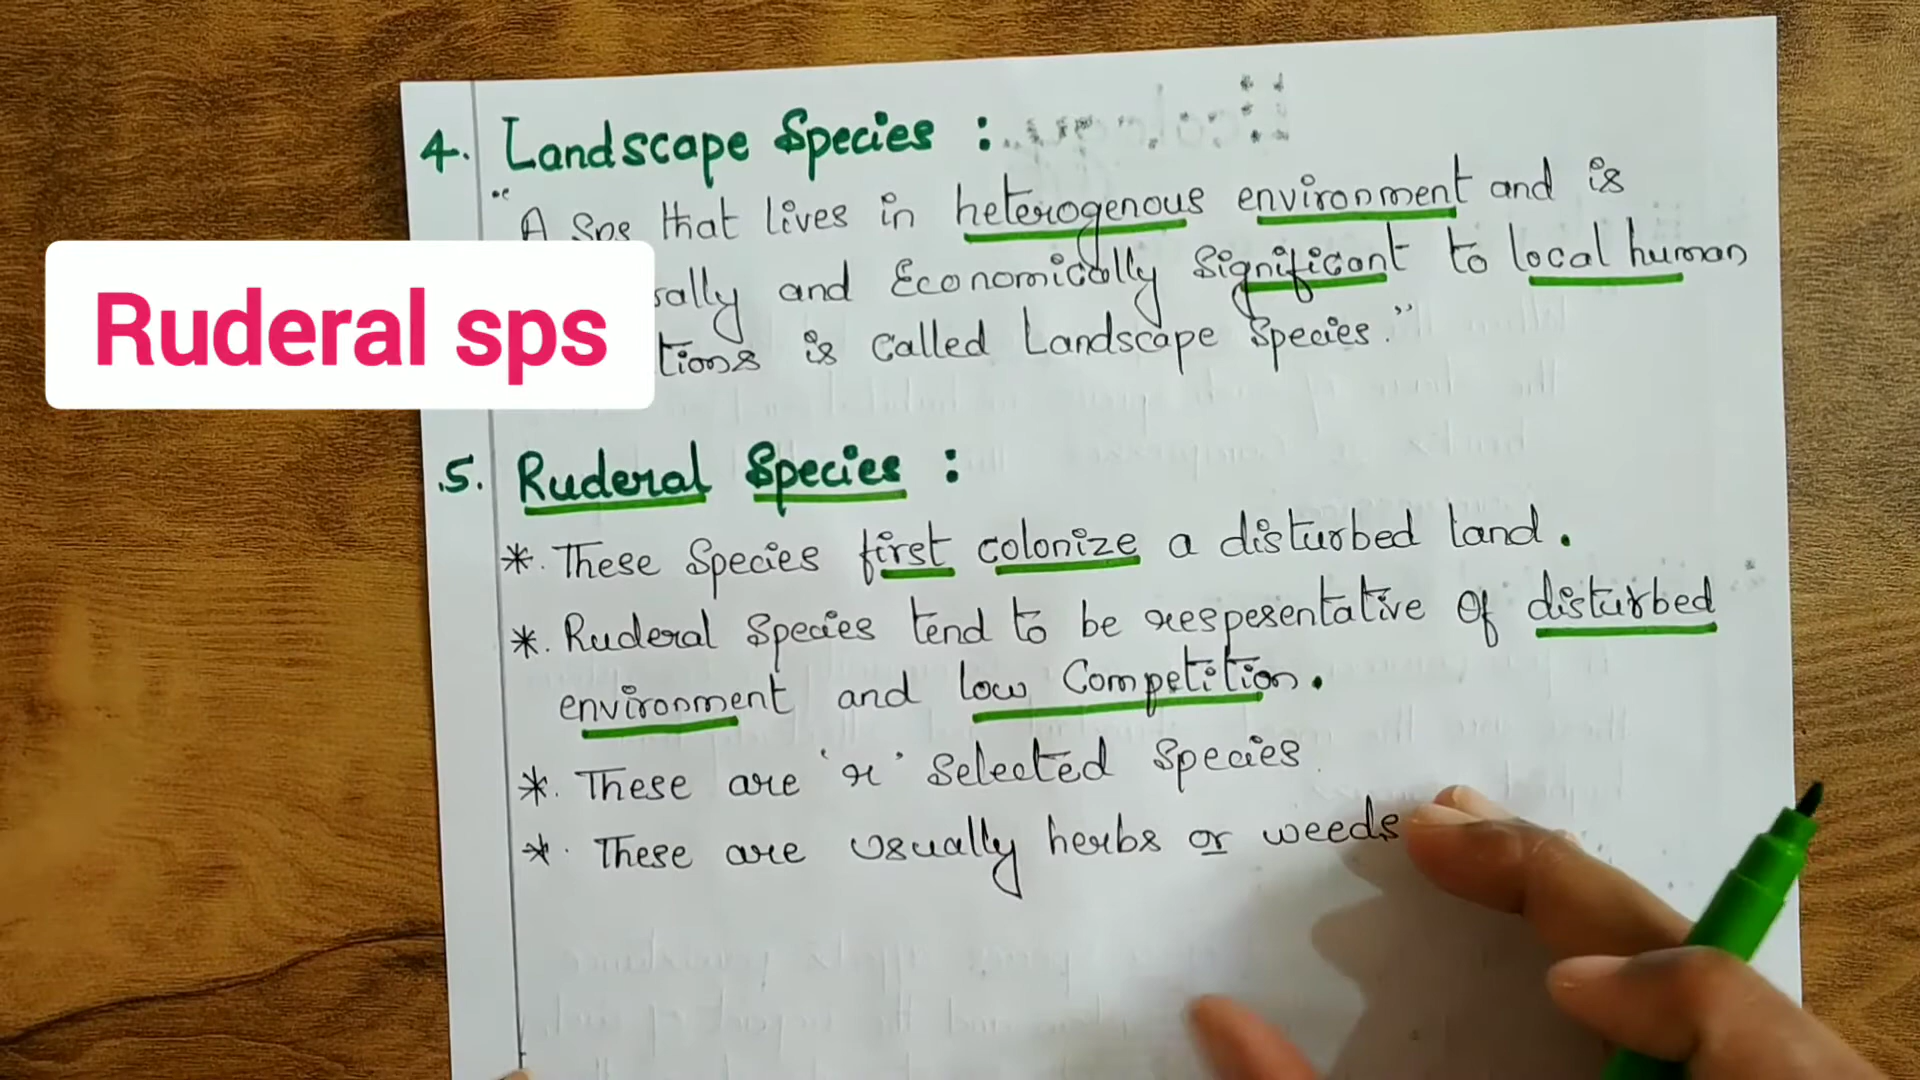 4. Landscape Species :
"A sps that lives in heterogenous environment and is
Ruderal sps
rally and Economically significant to local human
tions is called Landscape Species."
5. Ruderal Species :
*. These Species first colonize a disturbed land.
*. Ruderal Species tend to be respesentative of disturbed
environment and low Competition.
*. These are 'r' Selected Species.
*. These are usually herbs or weeds